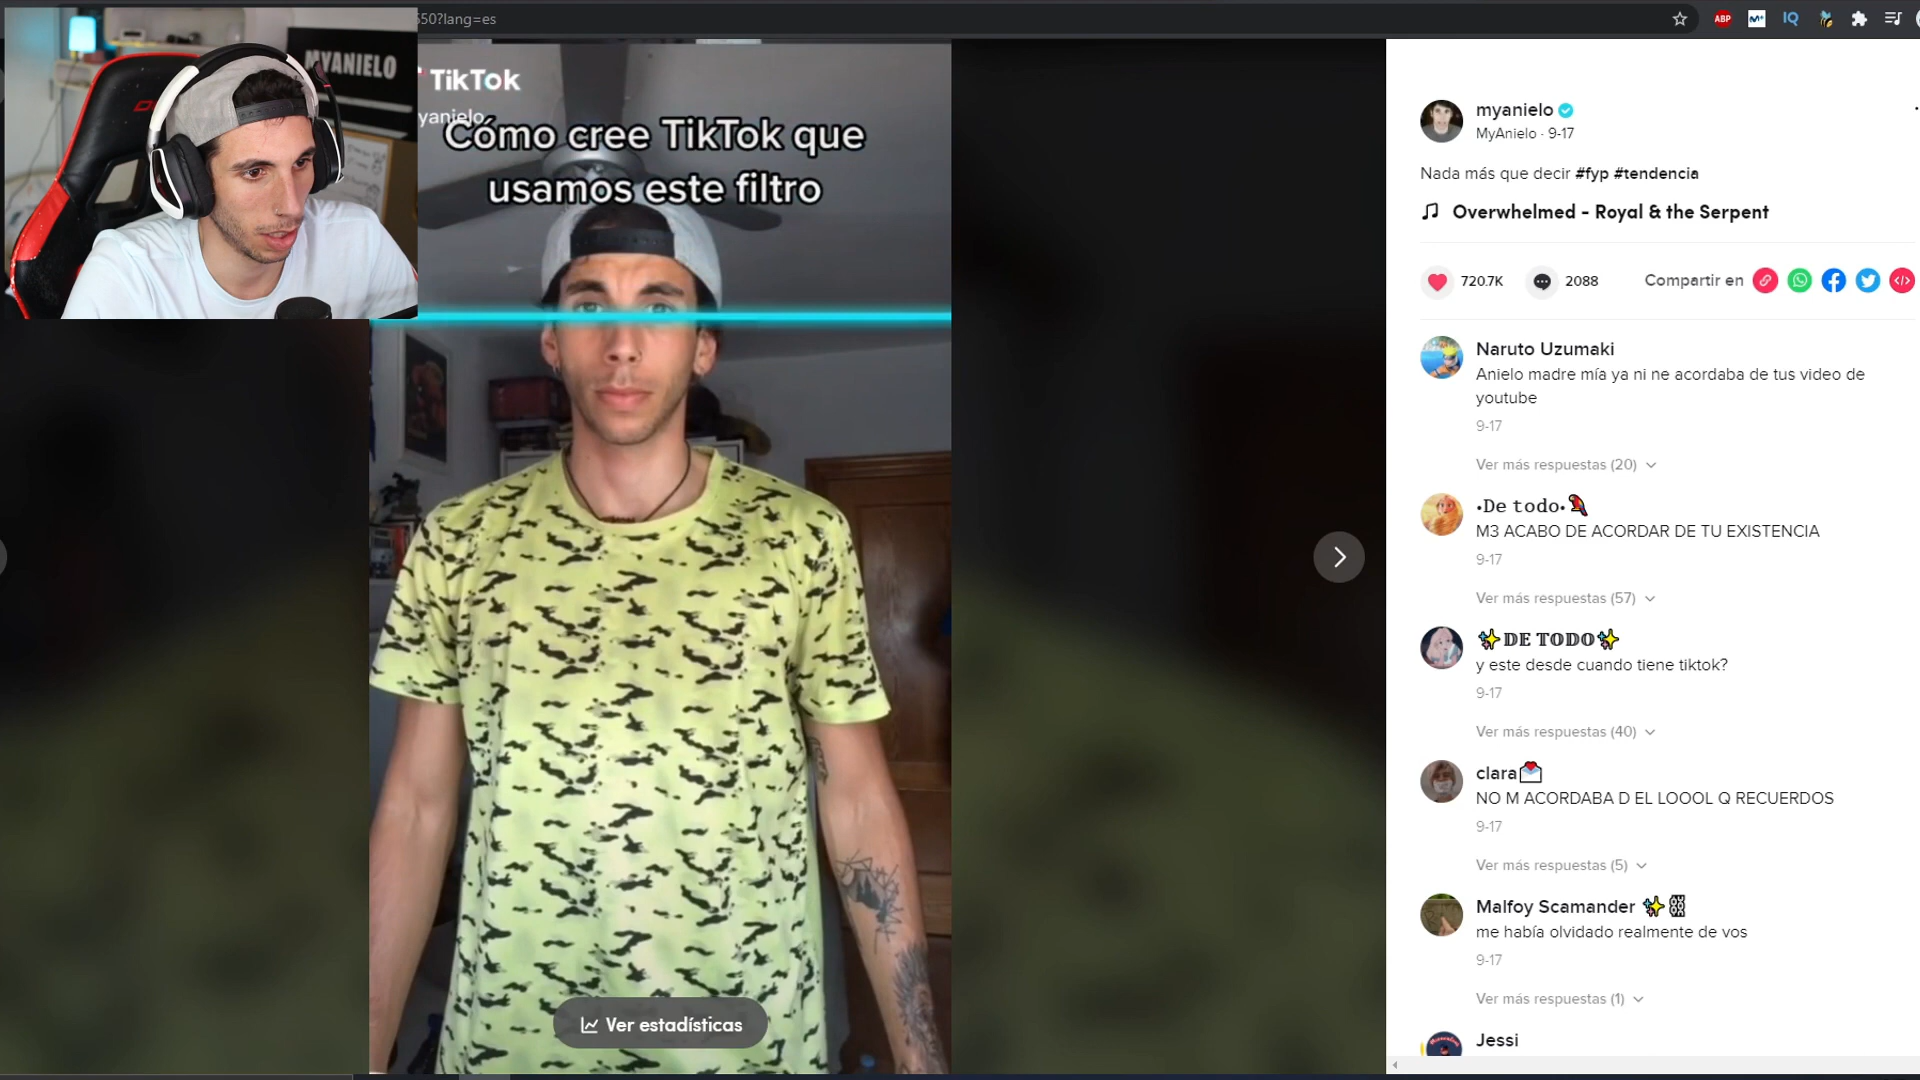 550?lang=es
ABP
IQ
MYANIELO
TikTok
yanielo
Cómo cree TikTok que
usamos este filtro
Ver estadísticas
myanielo
MyAnielo · 9-17
Nada más que decir #fyp #tendencia
Overwhelmed - Royal & the Serpent
720.7K
2088
Compartir en
Naruto Uzumaki
Anielo madre mía ya ni ne acordaba de tus video de
youtube
9-17
Ver más respuestas (20)
•De todo•🦜
M3 ACABO DE ACORDAR DE TU EXISTENCIA
9-17
Ver más respuestas (57)
✨DE TODO✨
y este desde cuando tiene tiktok?
9-17
Ver más respuestas (40)
clara💌
NO M ACORDABA D EL LOOOL Q RECUERDOS
9-17
Ver más respuestas (5)
Malfoy Scamander ✨⛓
me había olvidado realmente de vos
9-17
Ver más respuestas (1)
Jessi